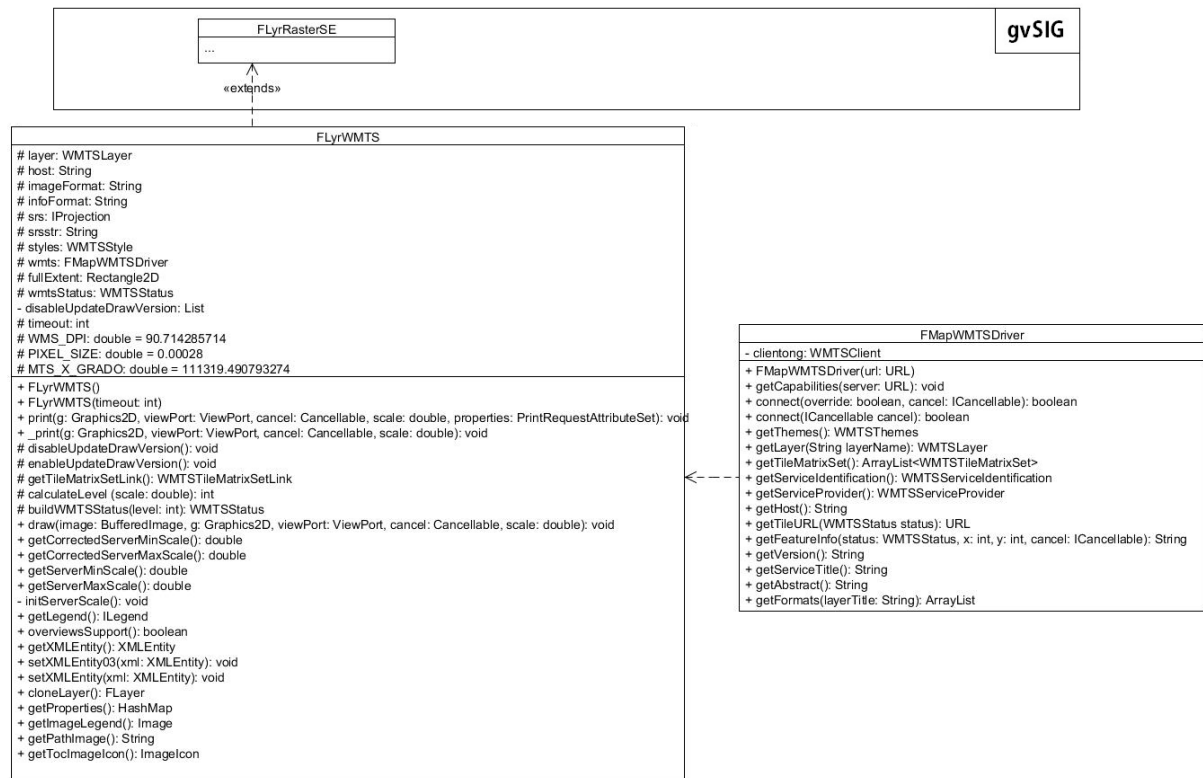 FLyrRasterSE
...
gvSIG
«extends»
FLyrWMTS
# layer: WMTSLayer
# host: String
# imageFormat: String
# infoFormat: String
# srs: IProjection
# srsstr: String
# styles: WMTSStyle
# wmts: FMapWMTSDriver
# fullExtent: Rectangle2D
# wmtsStatus: WMTSStatus
- disableUpdateDrawVersion: List
# timeout: int
# WMS_DPI: double = 90.714285714
# PIXEL_SIZE: double = 0.00028
# MTS_X_GRADO: double = 111319.490793274
+ FLyrWMTS()
+ FLyrWMTS(timeout: int)
+ print(g: Graphics2D, viewPort: ViewPort, cancel: Cancellable, scale: double, properties: PrintRequestAttributeSet): void
+ _print(g: Graphics2D, viewPort: ViewPort, cancel: Cancellable, scale: double): void
# disableUpdateDrawVersion(): void
# enableUpdateDrawVersion(): void
# getTileMatrixSetLink(): WMTSTileMatrixSetLink
# calculateLevel (scale: double): int
# buildWMTSStatus(level: int): WMTSStatus
+ draw(image: BufferedImage, g: Graphics2D, viewPort: ViewPort, cancel: Cancellable, scale: double): void
+ getCorrectedServerMinScale(): double
+ getCorrectedServerMaxScale(): double
+ getServerMinScale(): double
+ getServerMaxScale(): double
- initServerScale(): void
+ getLegend(): ILegend
+ overviewsSupport(): boolean
+ getXMLEntity(): XMLEntity
+ setXMLEntity03(xml: XMLEntity): void
+ setXMLEntity(xml: XMLEntity): void
+ cloneLayer(): FLayer
+ getProperties(): HashMap
+ getImageLegend(): Image
+ getPathImage(): String
+ getTocImageIcon(): ImageIcon
FMapWMTSDriver
- clientong: WMTSClient
+ FMapWMTSDriver(url: URL)
+ getCapabilities(server: URL): void
+ connect(override: boolean, cancel: ICancellable): boolean
+ connect(ICancellable cancel): boolean
+ getThemes(): WMTSThemes
+ getLayer(String layerName): WMTSLayer
+ getTileMatrixSet(): ArrayList<WMTSTileMatrixSet>
+ getServiceIdentification(): WMTSServiceIdentification
+ getServiceProvider(): WMTSServiceProvider
+ getHost(): String
+ getTileURL(WMTSStatus status): URL
+ getFeatureInfo(status: WMTSStatus, x: int, y: int, cancel: ICancellable): String
+ getVersion(): String
+ getServiceTitle(): String
+ getAbstract(): String
+ getFormats(layerTitle: String): ArrayList